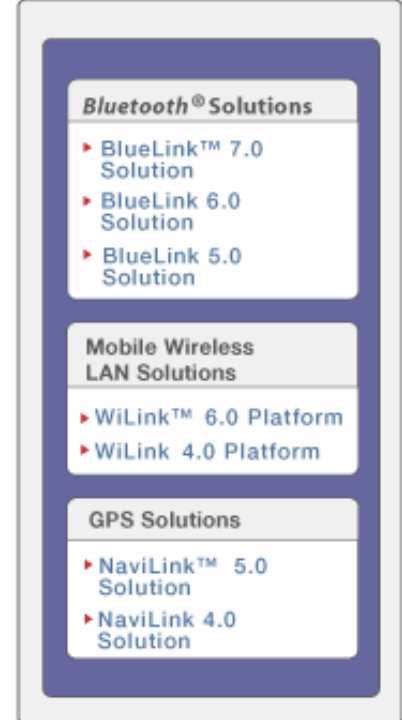 Bluetooth® Solutions
BlueLink™ 7.0
Solution
BlueLink 6.0
Solution
BlueLink 5.0
Solution
Mobile Wireless
LAN Solutions
WiLink™ 6.0 Platform
WiLink 4.0 Platform
GPS Solutions
NaviLink™ 5.0
Solution
NaviLink 4.0
Solution